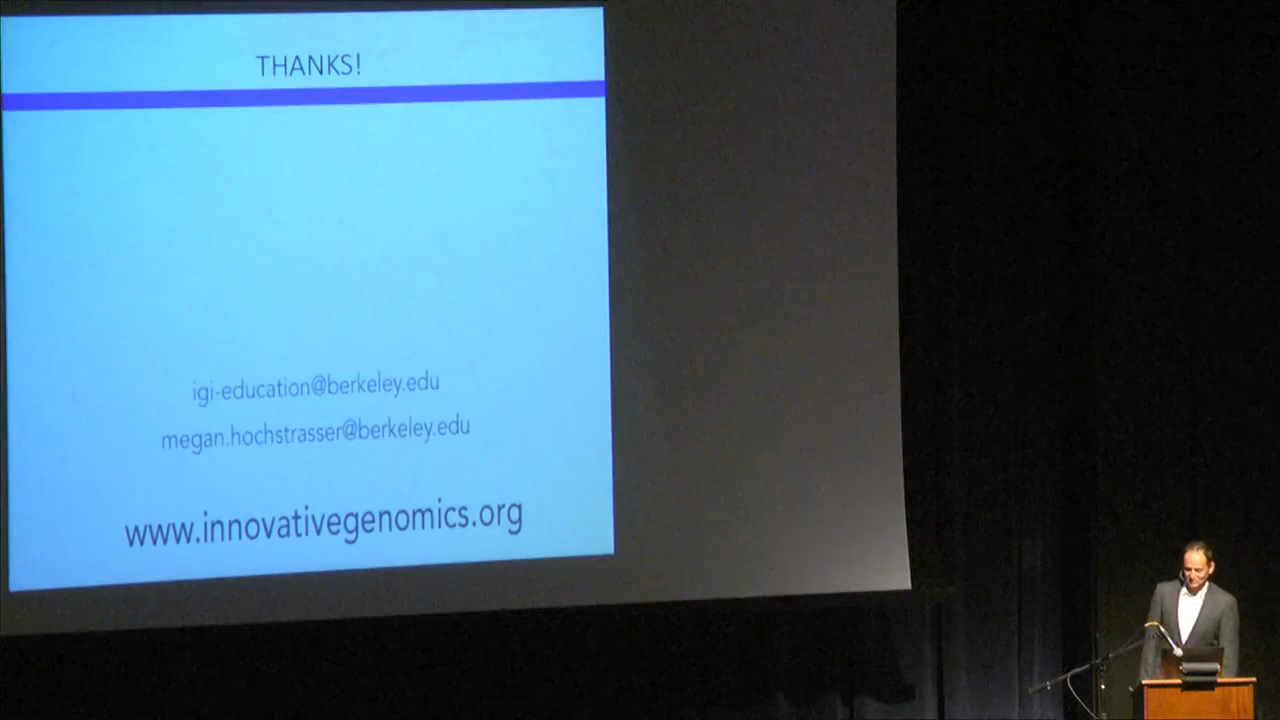 THANKS!
igi-education@berkeley.edu
megan.hochstrasser@berkeley.edu
www.innovativegenomics.org